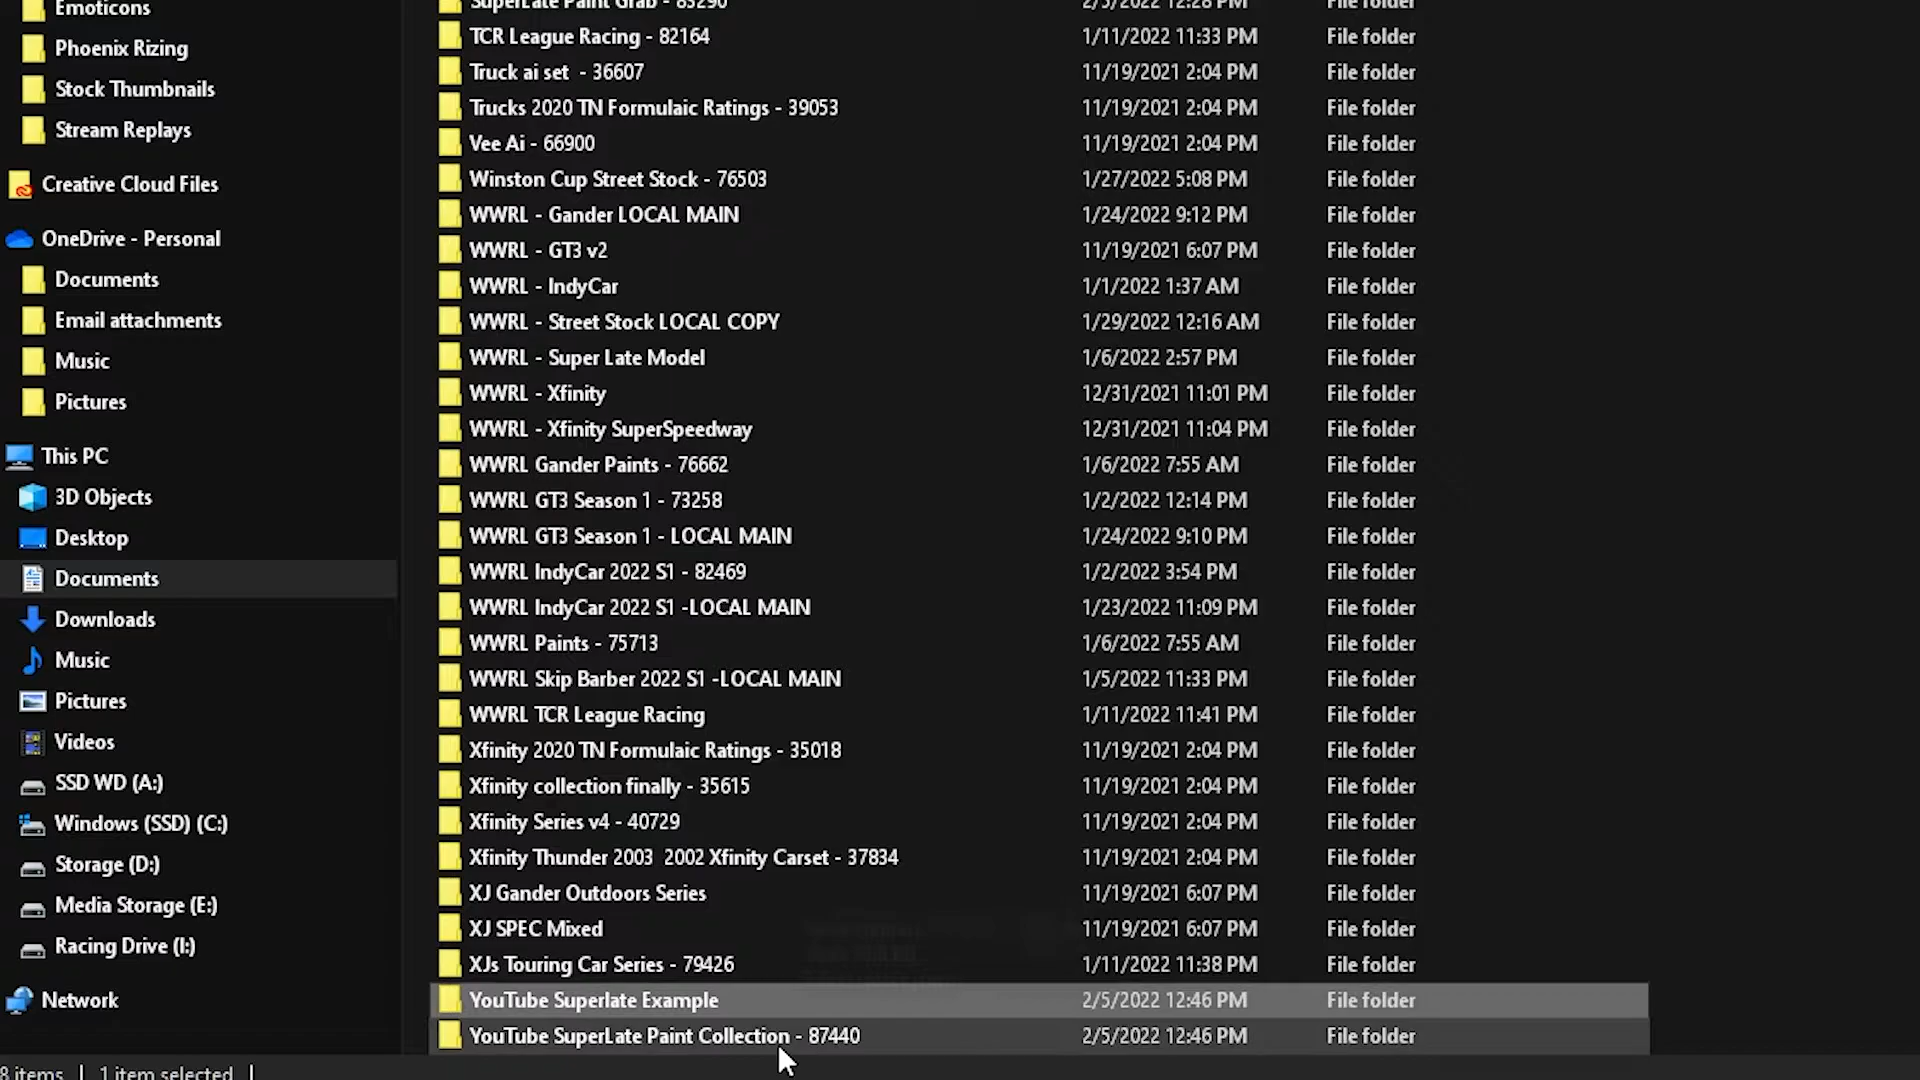 Emoticons
Phoenix Rizing
Stock Thumbnails
Stream Replays
Creative Cloud Files
OneDrive - Personal
Documents
Email attachments
Music
Pictures
This PC
3D Objects
Desktop
Documents
Downloads
Music
Pictures
Videos
SSD WD (A:)
Windows (SSD) (C:)
Storage (D:)
Media Storage (E:)
Racing Drive (I:)
Network
SuperLate Paint Grab - 83290 2/5/2022 12:28 PM File folder
TCR League Racing - 82164 1/11/2022 11:33 PM File folder
Truck ai set - 36607 11/19/2021 2:04 PM File folder
Trucks 2020 TN Formulaic Ratings - 39053 11/19/2021 2:04 PM File folder
Vee Ai - 66900 11/19/2021 2:04 PM File folder
Winston Cup Street Stock - 76503 1/27/2022 5:08 PM File folder
WWRL - Gander LOCAL MAIN 1/24/2022 9:12 PM File folder
WWRL - GT3 v2 11/19/2021 6:07 PM File folder
WWRL - IndyCar 1/1/2022 1:37 AM File folder
WWRL - Street Stock LOCAL COPY 1/29/2022 12:16 AM File folder
WWRL - Super Late Model 1/6/2022 2:57 PM File folder
WWRL - Xfinity 12/31/2021 11:01 PM File folder
WWRL - Xfinity SuperSpeedway 12/31/2021 11:04 PM File folder
WWRL Gander Paints - 76662 1/6/2022 7:55 AM File folder
WWRL GT3 Season 1 - 73258 1/2/2022 12:14 PM File folder
WWRL GT3 Season 1 - LOCAL MAIN 1/24/2022 9:10 PM File folder
WWRL IndyCar 2022 S1 - 82469 1/2/2022 3:54 PM File folder
WWRL IndyCar 2022 S1 -LOCAL MAIN 1/23/2022 11:09 PM File folder
WWRL Paints - 75713 1/6/2022 7:55 AM File folder
WWRL Skip Barber 2022 S1 -LOCAL MAIN 1/5/2022 11:33 PM File folder
WWRL TCR League Racing 1/11/2022 11:41 PM File folder
Xfinity 2020 TN Formulaic Ratings - 35018 11/19/2021 2:04 PM File folder
Xfinity collection finally - 35615 11/19/2021 2:04 PM File folder
Xfinity Series v4 - 40729 11/19/2021 2:04 PM File folder
Xfinity Thunder 2003  2002 Xfinity Carset - 37834 11/19/2021 2:04 PM File folder
XJ Gander Outdoors Series 11/19/2021 6:07 PM File folder
XJ SPEC Mixed 11/19/2021 6:07 PM File folder
XJs Touring Car Series - 79426 1/11/2022 11:38 PM File folder
YouTube Superlate Example 2/5/2022 12:46 PM File folder
YouTube SuperLate Paint Collection - 87440 2/5/2022 12:46 PM File folder
8 items | 1 item selected |